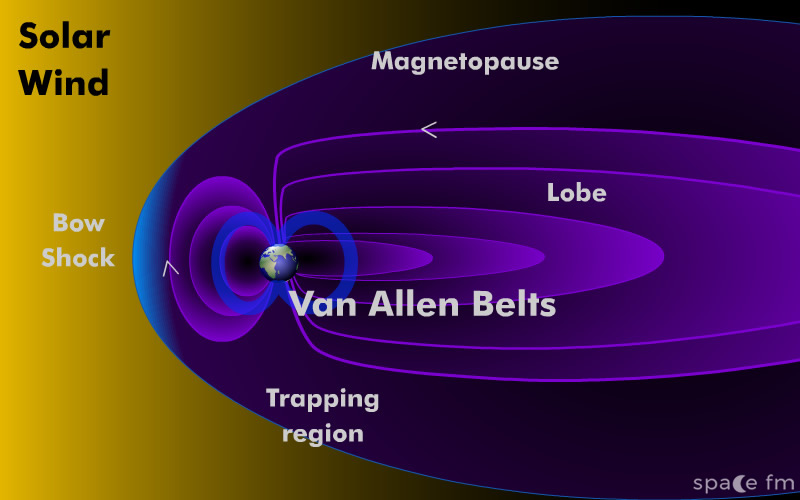 Solar
Wind
Magnetopause
Lobe
Bow
Shock
Van Allen Belts
Trapping
region
space fm